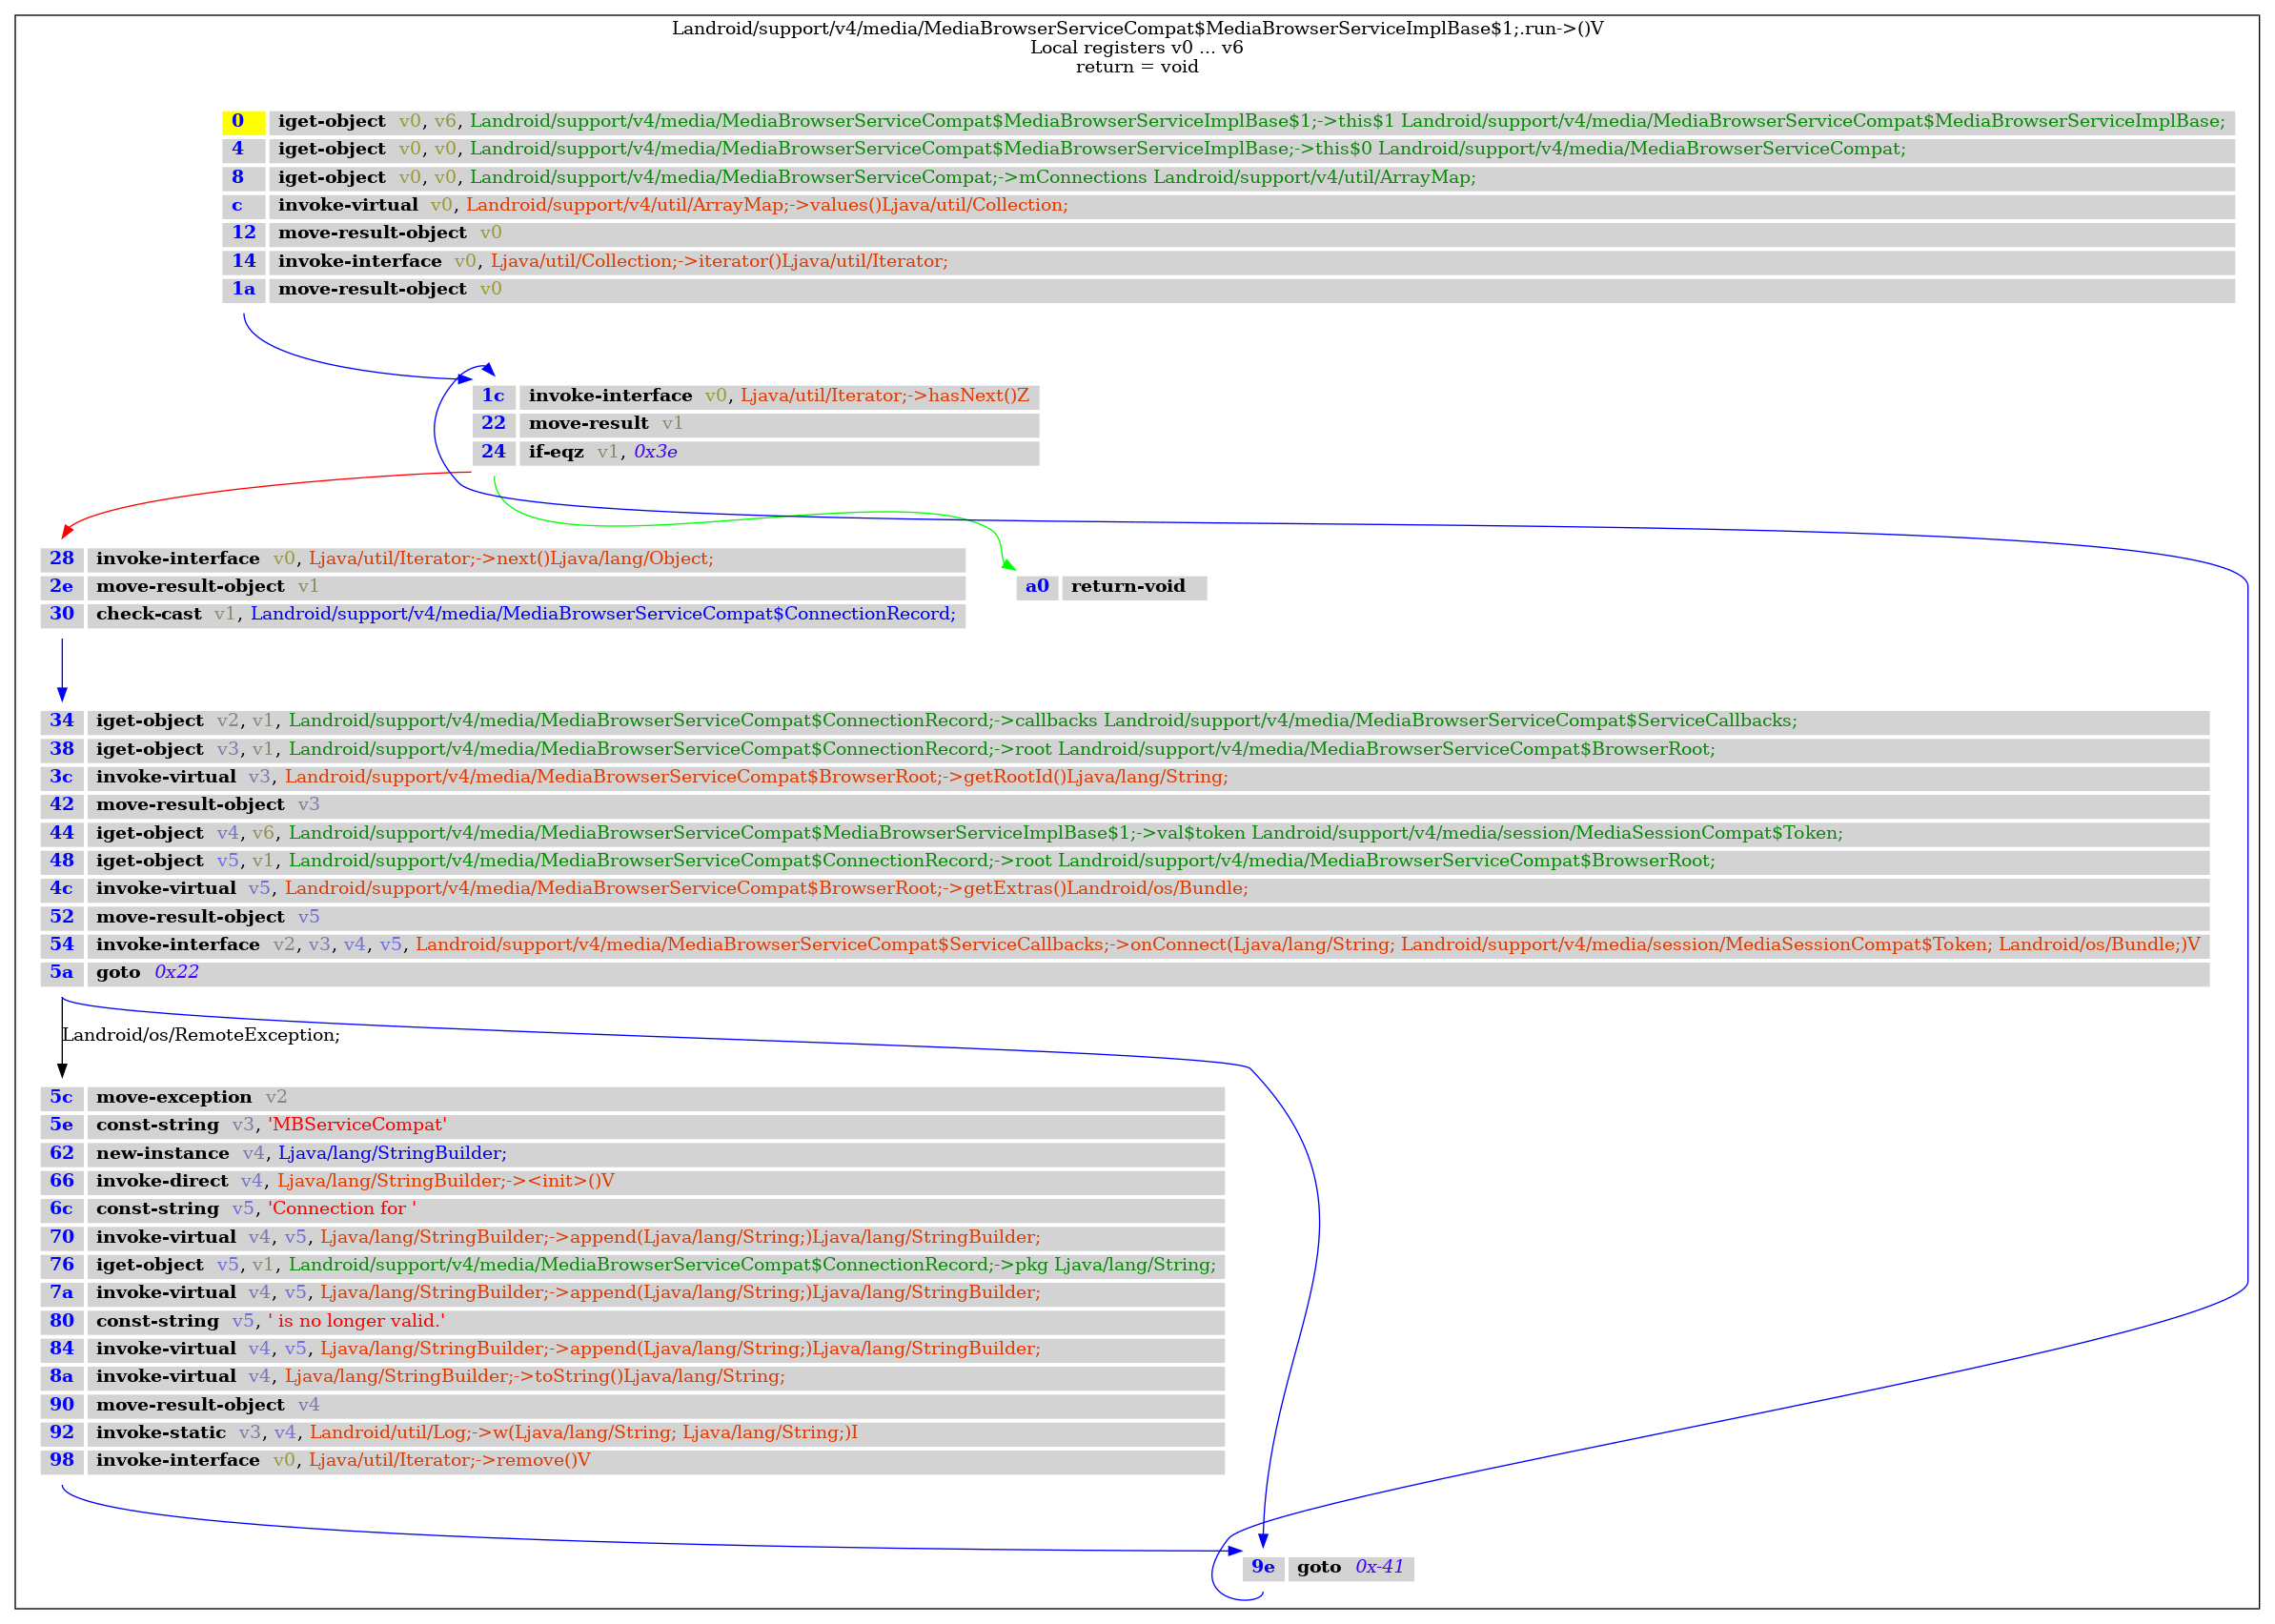 Landroid/support/v4/media/MediaBrowserServiceCompat$MediaBrowserServiceImplBase$1;.run->()V
Local registers v0 ... v6
return = void
0 iget-object v0, v6, Landroid/support/v4/media/MediaBrowserServiceCompat$MediaBrowserServiceImplBase$1;->this$1 Landroid/support/v4/media/MediaBrowserServiceCompat$MediaBrowserServiceImplBase;
4 iget-object v0, v0, Landroid/support/v4/media/MediaBrowserServiceCompat$MediaBrowserServiceImplBase;->this$0 Landroid/support/v4/media/MediaBrowserServiceCompat;
8 iget-object v0, v0, Landroid/support/v4/media/MediaBrowserServiceCompat;->mConnections Landroid/support/v4/util/ArrayMap;
c invoke-virtual v0, Landroid/support/v4/util/ArrayMap;->values()Ljava/util/Collection;
12 move-result-object v0
14 invoke-interface v0, Ljava/util/Collection;->iterator()Ljava/util/Iterator;
1a move-result-object v0
1c invoke-interface v0, Ljava/util/Iterator;->hasNext()Z
22 move-result v1
24 if-eqz v1, 0x3e
28 invoke-interface v0, Ljava/util/Iterator;->next()Ljava/lang/Object;
2e move-result-object v1
30 check-cast v1, Landroid/support/v4/media/MediaBrowserServiceCompat$ConnectionRecord;
a0 return-void
34 iget-object v2, v1, Landroid/support/v4/media/MediaBrowserServiceCompat$ConnectionRecord;->callbacks Landroid/support/v4/media/MediaBrowserServiceCompat$ServiceCallbacks;
38 iget-object v3, v1, Landroid/support/v4/media/MediaBrowserServiceCompat$ConnectionRecord;->root Landroid/support/v4/media/MediaBrowserServiceCompat$BrowserRoot;
3c invoke-virtual v3, Landroid/support/v4/media/MediaBrowserServiceCompat$BrowserRoot;->getRootId()Ljava/lang/String;
42 move-result-object v3
44 iget-object v4, v6, Landroid/support/v4/media/MediaBrowserServiceCompat$MediaBrowserServiceImplBase$1;->val$token Landroid/support/v4/media/session/MediaSessionCompat$Token;
48 iget-object v5, v1, Landroid/support/v4/media/MediaBrowserServiceCompat$ConnectionRecord;->root Landroid/support/v4/media/MediaBrowserServiceCompat$BrowserRoot;
4c invoke-virtual v5, Landroid/support/v4/media/MediaBrowserServiceCompat$BrowserRoot;->getExtras()Landroid/os/Bundle;
52 move-result-object v5
54 invoke-interface v2, v3, v4, v5, Landroid/support/v4/media/MediaBrowserServiceCompat$ServiceCallbacks;->onConnect(Ljava/lang/String; Landroid/support/v4/media/session/MediaSessionCompat$Token; Landroid/os/Bundle;)V
5a goto 0x22
Landroid/os/RemoteException;
5c move-exception v2
5e const-string v3, 'MBServiceCompat'
62 new-instance v4, Ljava/lang/StringBuilder;
66 invoke-direct v4, Ljava/lang/StringBuilder;-><init>()V
6c const-string v5, 'Connection for '
70 invoke-virtual v4, v5, Ljava/lang/StringBuilder;->append(Ljava/lang/String;)Ljava/lang/StringBuilder;
76 iget-object v5, v1, Landroid/support/v4/media/MediaBrowserServiceCompat$ConnectionRecord;->pkg Ljava/lang/String;
7a invoke-virtual v4, v5, Ljava/lang/StringBuilder;->append(Ljava/lang/String;)Ljava/lang/StringBuilder;
80 const-string v5, ' is no longer valid.'
84 invoke-virtual v4, v5, Ljava/lang/StringBuilder;->append(Ljava/lang/String;)Ljava/lang/StringBuilder;
8a invoke-virtual v4, Ljava/lang/StringBuilder;->toString()Ljava/lang/String;
90 move-result-object v4
92 invoke-static v3, v4, Landroid/util/Log;->w(Ljava/lang/String; Ljava/lang/String;)I
98 invoke-interface v0, Ljava/util/Iterator;->remove()V
9e goto 0x-41